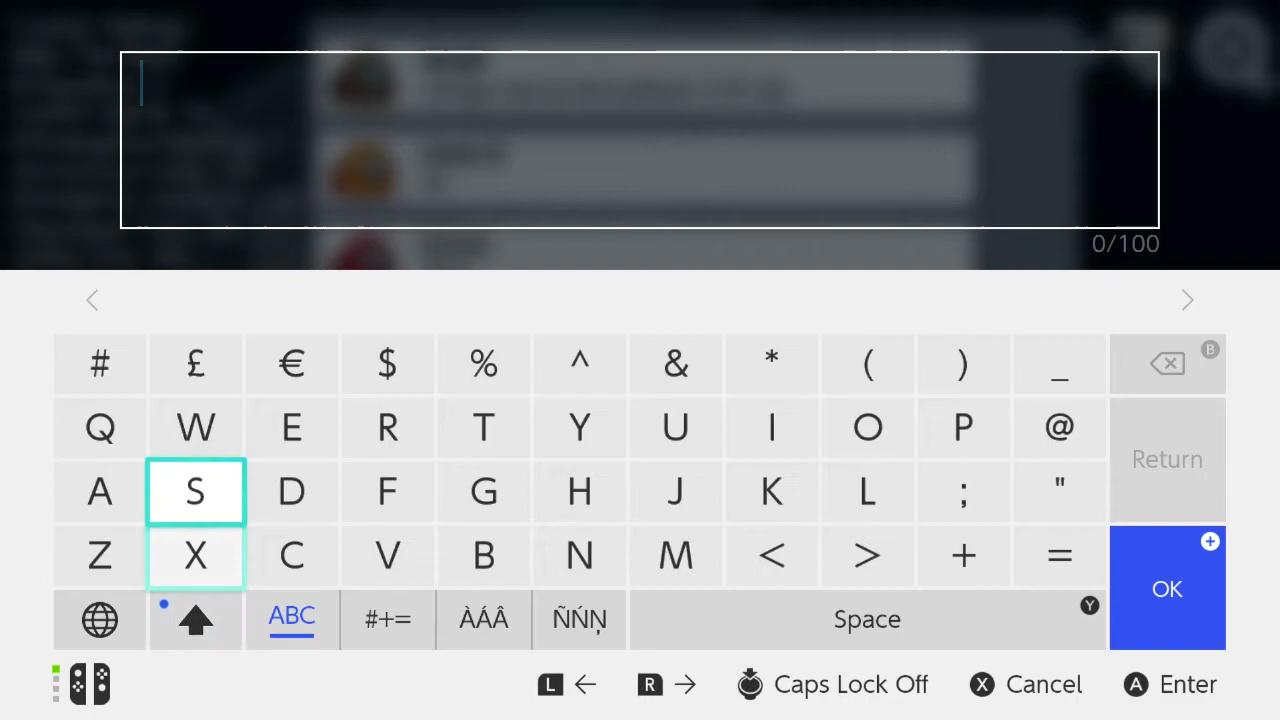 0/100
# £ € $ % ^ & * ( ) _ B
Q W E R T Y U I O P @
A S D F G H J K L ; " Return
Z X C V B N M < > + = OK
ABC #+= ÀÁÂ ÑŃŅ Space Y
L ← R → Caps Lock Off X Cancel A Enter